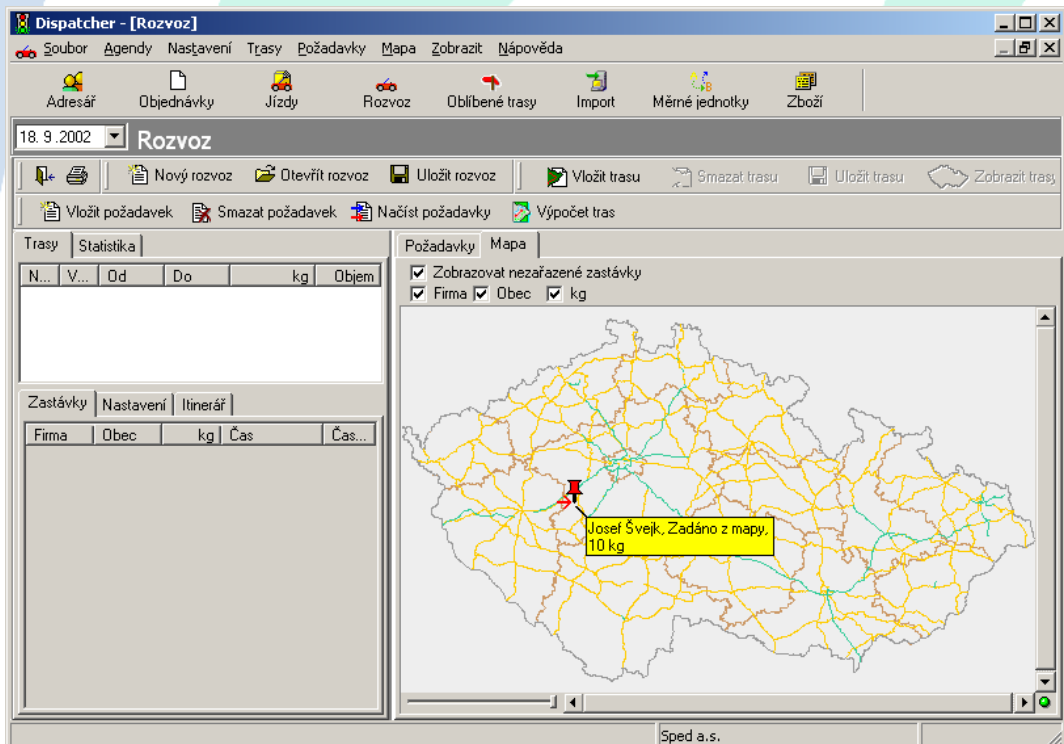 Dispatcher - [Rozvoz]
Soubor Agendy Nastavení Trasy Požadavky Mapa Zobrazit Nápověda
Adresář Objednávky Jízdy Rozvoz Oblíbené trasy Import Měrné jednotky Zboží
18. 9.2002 Rozvoz
Nový rozvoz Otevřít rozvoz Uložit rozvoz Vložit trasu Smazat trasu Uložit trasu Zobrazit trasy
Vložit požadavek Smazat požadavek Načíst požadavky Výpočet tras
Trasy Statistika
N... V... Od Do kg Objem
Zastávky Nastavení Itinerář
Firma Obec kg Čas Čas...
Požadavky Mapa
Zobrazovat nezařazené zastávky
Firma Obec kg
Josef Švejk, Zadáno z mapy,
10 kg
Sped a.s.